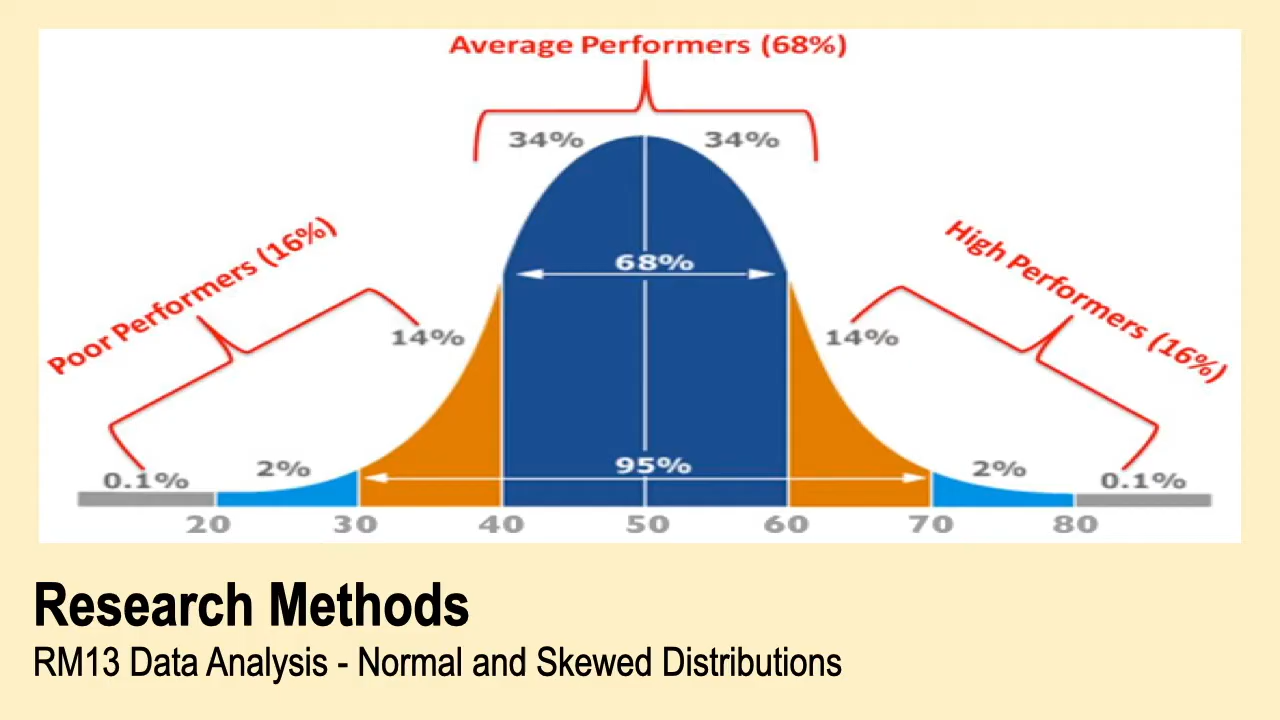 Average Performers (68%)
34% 34%
Poor Performers (16%)
High Performers (16%)
68%
14% 14%
95%
0.1% 2% 2% 0.1%
20 30 40 50 60 70 80
Research Methods
RM13 Data Analysis - Normal and Skewed Distributions